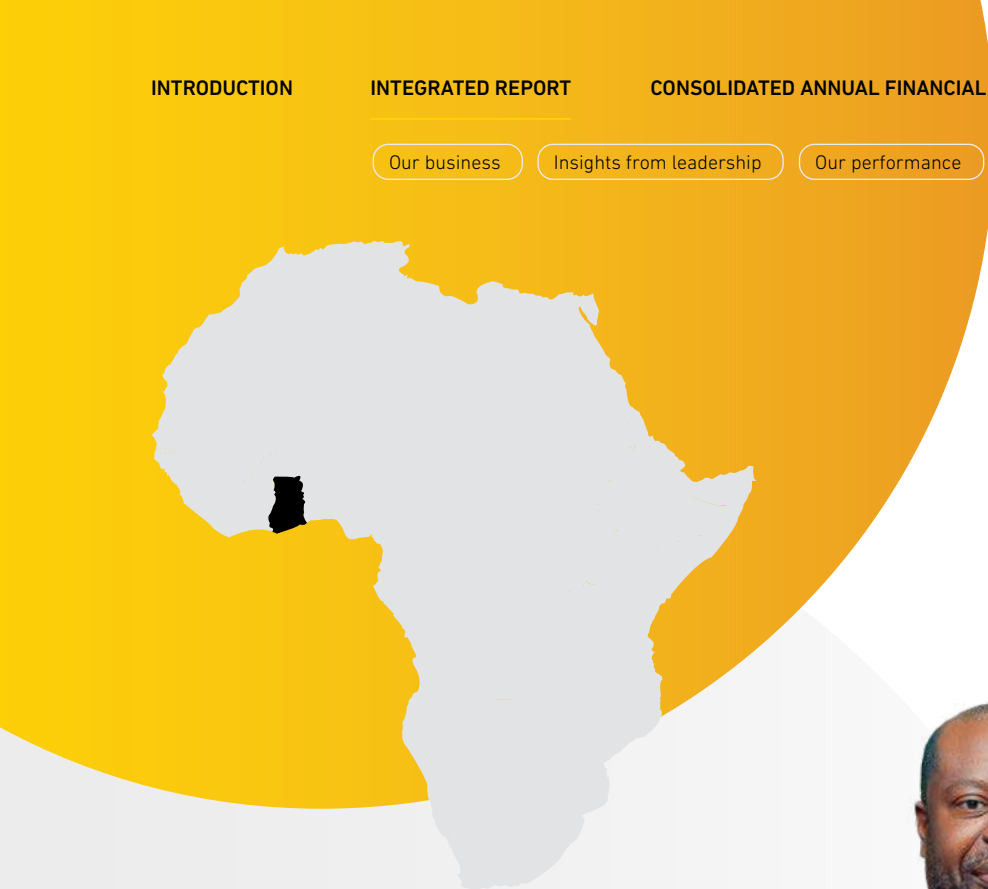 INTRODUCTION INTEGRATED REPORT CONSOLIDATED ANNUAL FINANCIAL
Our business Insights from leadership Our performance